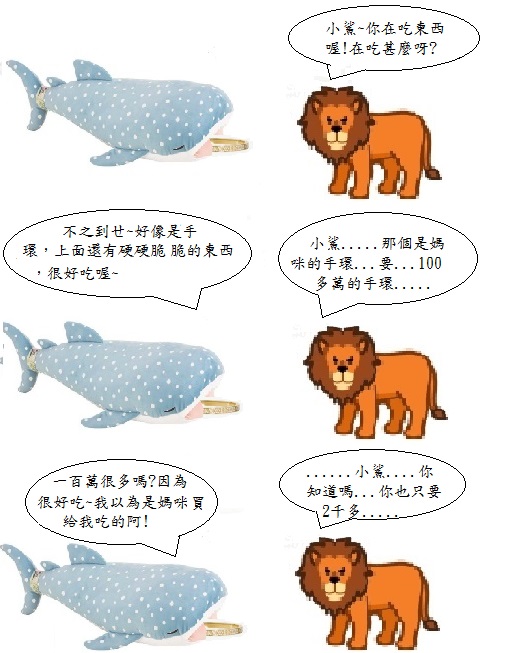 小鯊~你在吃東西
喔!在吃甚麼呀?
不之到ㄝ~好像是手
環，上面還有硬硬脆 脆的東西
，很好吃喔~
小鯊.....那個是媽
咪的手環...要...100
多萬的手環.....
一百萬很多嗎?因為
很好吃~我以為是媽咪買
給我吃的阿!
......小鯊....你
知道嗎...你也只要
2千多.....